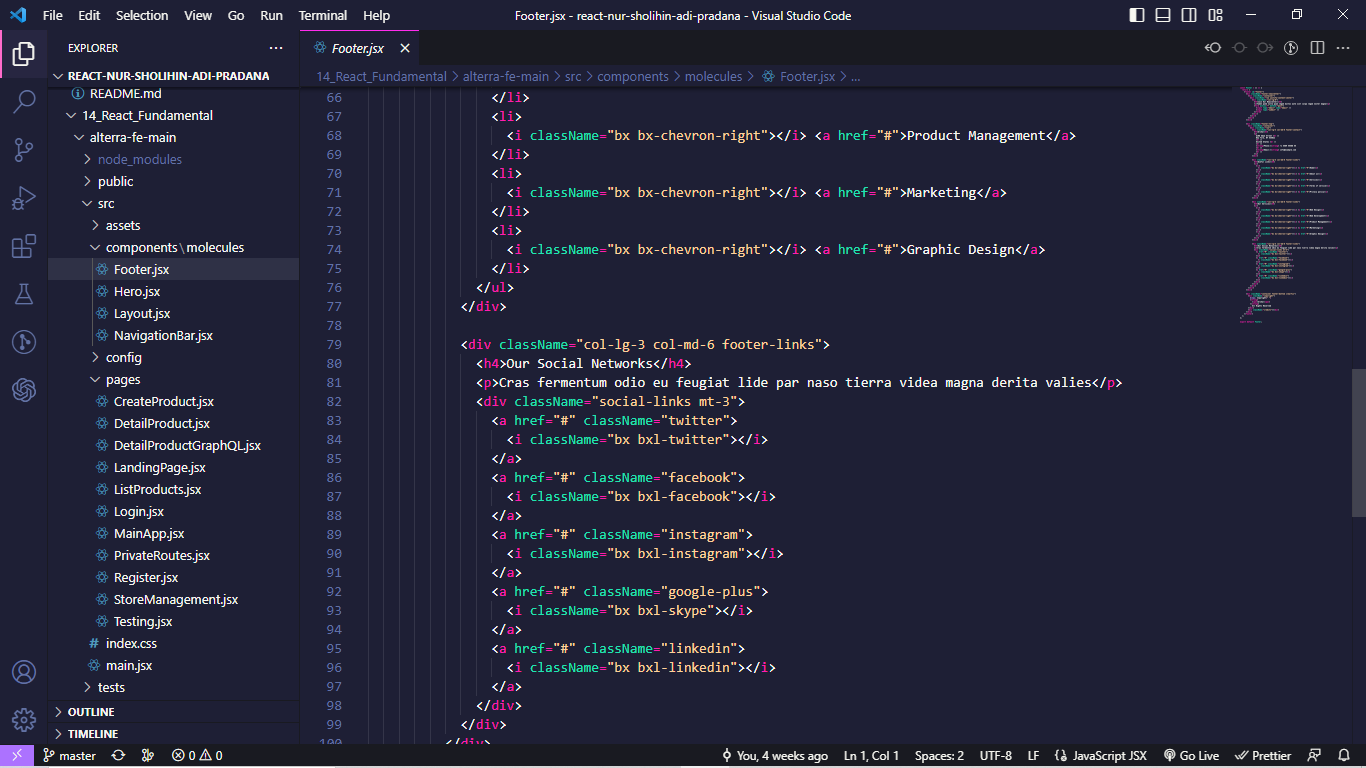 File Edit Selection View Go Run Terminal Help
Footer.jsx - react-nur-sholihin-adi-pradana - Visual Studio Code
EXPLORER
REACT-NUR-SHOLIHIN-ADI-PRADANA
README.md
14_React_Fundamental
alterra-fe-main
node_modules
public
src
assets
components\molecules
Footer.jsx
Hero.jsx
Layout.jsx
NavigationBar.jsx
config
pages
CreateProduct.jsx
DetailProduct.jsx
DetailProductGraphQL.jsx
LandingPage.jsx
ListProducts.jsx
Login.jsx
MainApp.jsx
PrivateRoutes.jsx
Register.jsx
StoreManagement.jsx
Testing.jsx
# index.css
main.jsx
tests
OUTLINE
TIMELINE
Footer.jsx
14_React_Fundamental > alterra-fe-main > src > components > molecules > Footer.jsx > ...
66 </li>
67 <li>
68 <i className="bx bx-chevron-right"></i> <a href="#">Product Management</a>
69 </li>
70 <li>
71 <i className="bx bx-chevron-right"></i> <a href="#">Marketing</a>
72 </li>
73 <li>
74 <i className="bx bx-chevron-right"></i> <a href="#">Graphic Design</a>
75 </li>
76 </ul>
77 </div>
78
79 <div className="col-lg-3 col-md-6 footer-links">
80 <h4>Our Social Networks</h4>
81 <p>Cras fermentum odio eu feugiat lide par naso tierra videa magna derita valies</p>
82 <div className="social-links mt-3">
83 <a href="#" className="twitter">
84 <i className="bx bxl-twitter"></i>
85 </a>
86 <a href="#" className="facebook">
87 <i className="bx bxl-facebook"></i>
88 </a>
89 <a href="#" className="instagram">
90 <i className="bx bxl-instagram"></i>
91 </a>
92 <a href="#" className="google-plus">
93 <i className="bx bxl-skype"></i>
94 </a>
95 <a href="#" className="linkedin">
96 <i className="bx bxl-linkedin"></i>
97 </a>
98 </div>
99 </div>
100 </div>
master 0 0 You, 4 weeks ago Ln 1, Col 1 Spaces: 2 UTF-8 LF JavaScript JSX Go Live Prettier